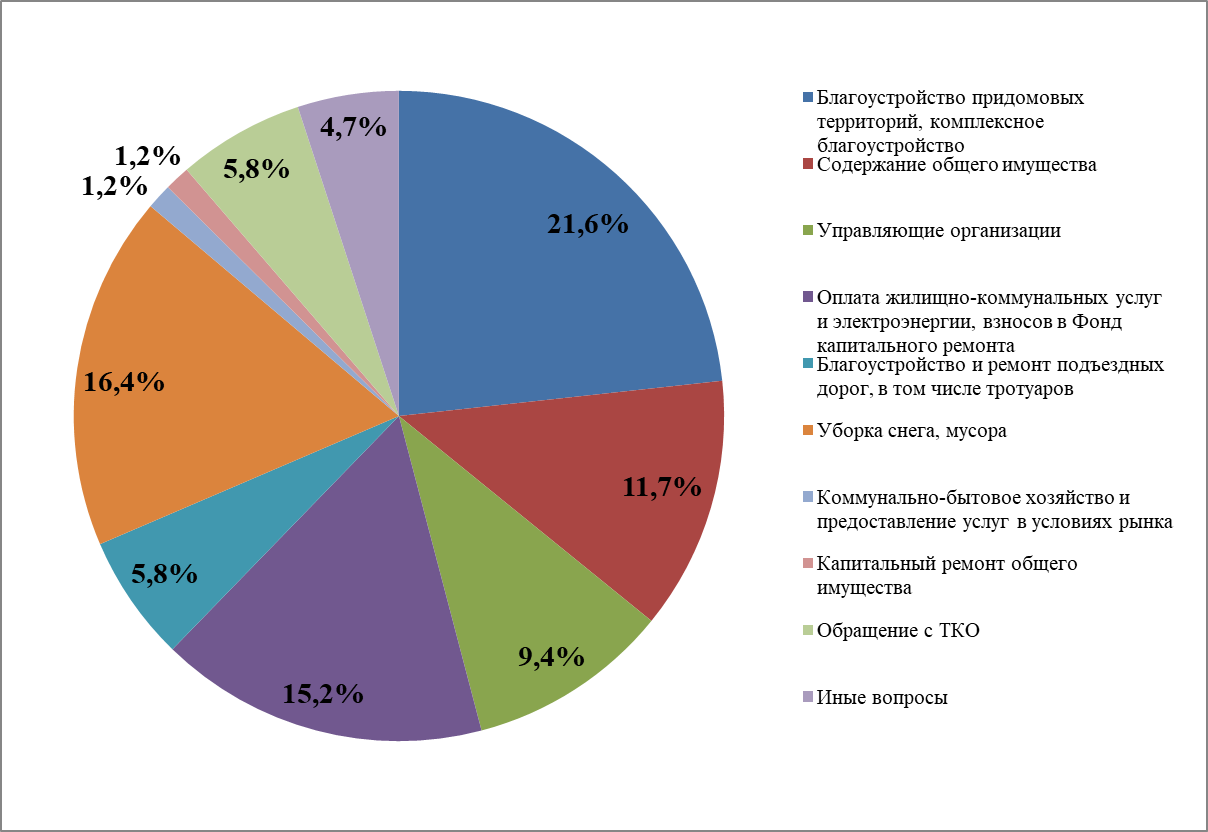 4,7%
1,2%
5,8%
1,2%
21,6%
16,4%
11,7%
5,8%
9,4%
15,2%
Благоустройство придомовых
территорий, комплексное
благоустройство
Содержание общего имущества
Управляющие организации
Оплата жилищно-коммунальных услуг
и электроэнергии, взносов в Фонд
капитального ремонта
Благоустройство и ремонт подъездных
дорог, в том числе тротуаров
Уборка снега, мусора
Коммунально-бытовое хозяйство и
предоставление услуг в условиях рынка
Капитальный ремонт общего
имущества
Обращение с ТКО
Иные вопросы